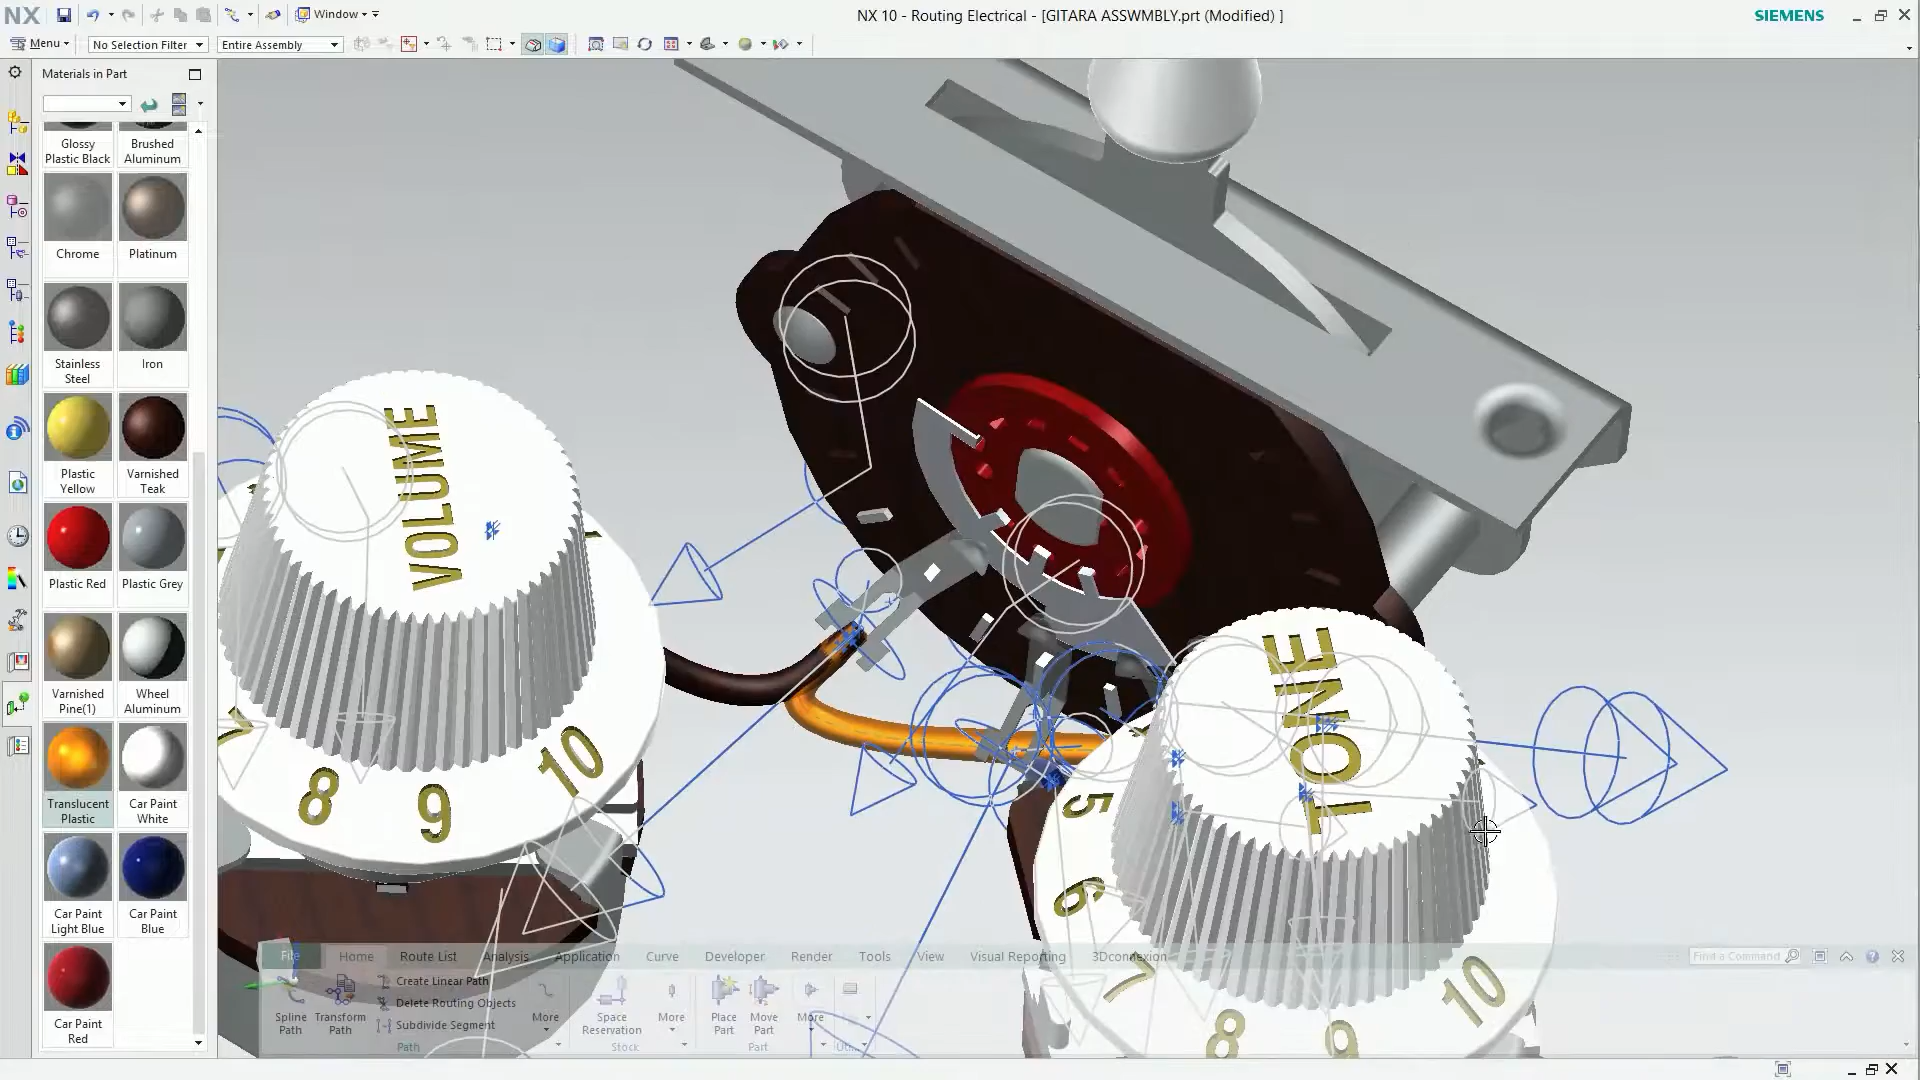 NX
Window
NX 10 - Routing Electrical - [GITARA ASSWMBLY.prt (Modified) ]
SIEMENS
Menu
No Selection Filter
Entire Assembly
Materials in Part
Glossy Plastic Black
Brushed Aluminum
Chrome
Platinum
Stainless Steel
Iron
Plastic Yellow
Varnished Teak
Plastic Red
Plastic Grey
Varnished Pine(1)
Wheel Aluminum
Translucent Plastic
Car Paint White
Car Paint Light Blue
Car Paint Blue
Car Paint Red
VOLUME
7
8
9
10
TONE
5
6
7
8
9
10
File
Home
Route List
Analysis
Application
Curve
Developer
Render
Tools
View
Visual Reporting
3Dconnexion
Find a Command
Spline Path
Transform Path
Create Linear Path
Delete Routing Objects
Subdivide Segment
More
Path
Space Reservation
More
Stock
Place Part
Move Part
More
Part